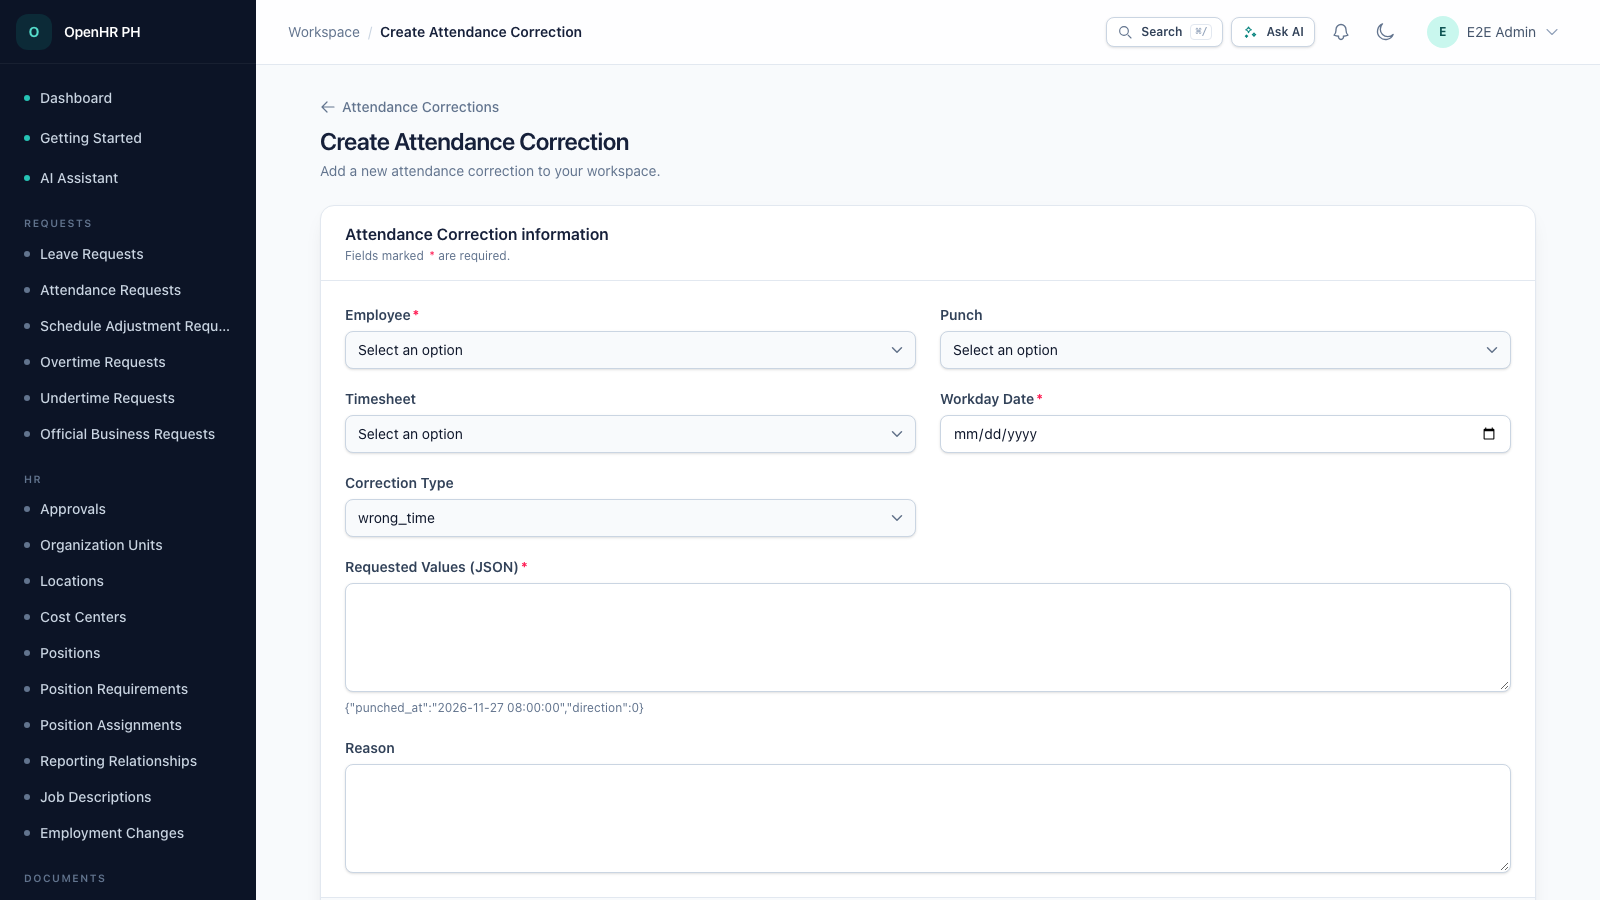 O
OpenHR PH
Dashboard
Getting Started
AI Assistant
REQUESTS
Leave Requests
Attendance Requests
Schedule Adjustment Requ...
Overtime Requests
Undertime Requests
Official Business Requests
HR
Approvals
Organization Units
Locations
Cost Centers
Positions
Position Requirements
Position Assignments
Reporting Relationships
Job Descriptions
Employment Changes
DOCUMENTS
Workspace / Create Attendance Correction
Search ⌘/
Ask AI
E
E2E Admin
← Attendance Corrections
Create Attendance Correction
Add a new attendance correction to your workspace.
Attendance Correction information
Fields marked * are required.
Employee*
Select an option
Punch
Select an option
Timesheet
Select an option
Workday Date*
mm/dd/yyyy
Correction Type
wrong_time
Requested Values (JSON)*
{"punched_at":"2026-11-27 08:00:00","direction":0}
Reason